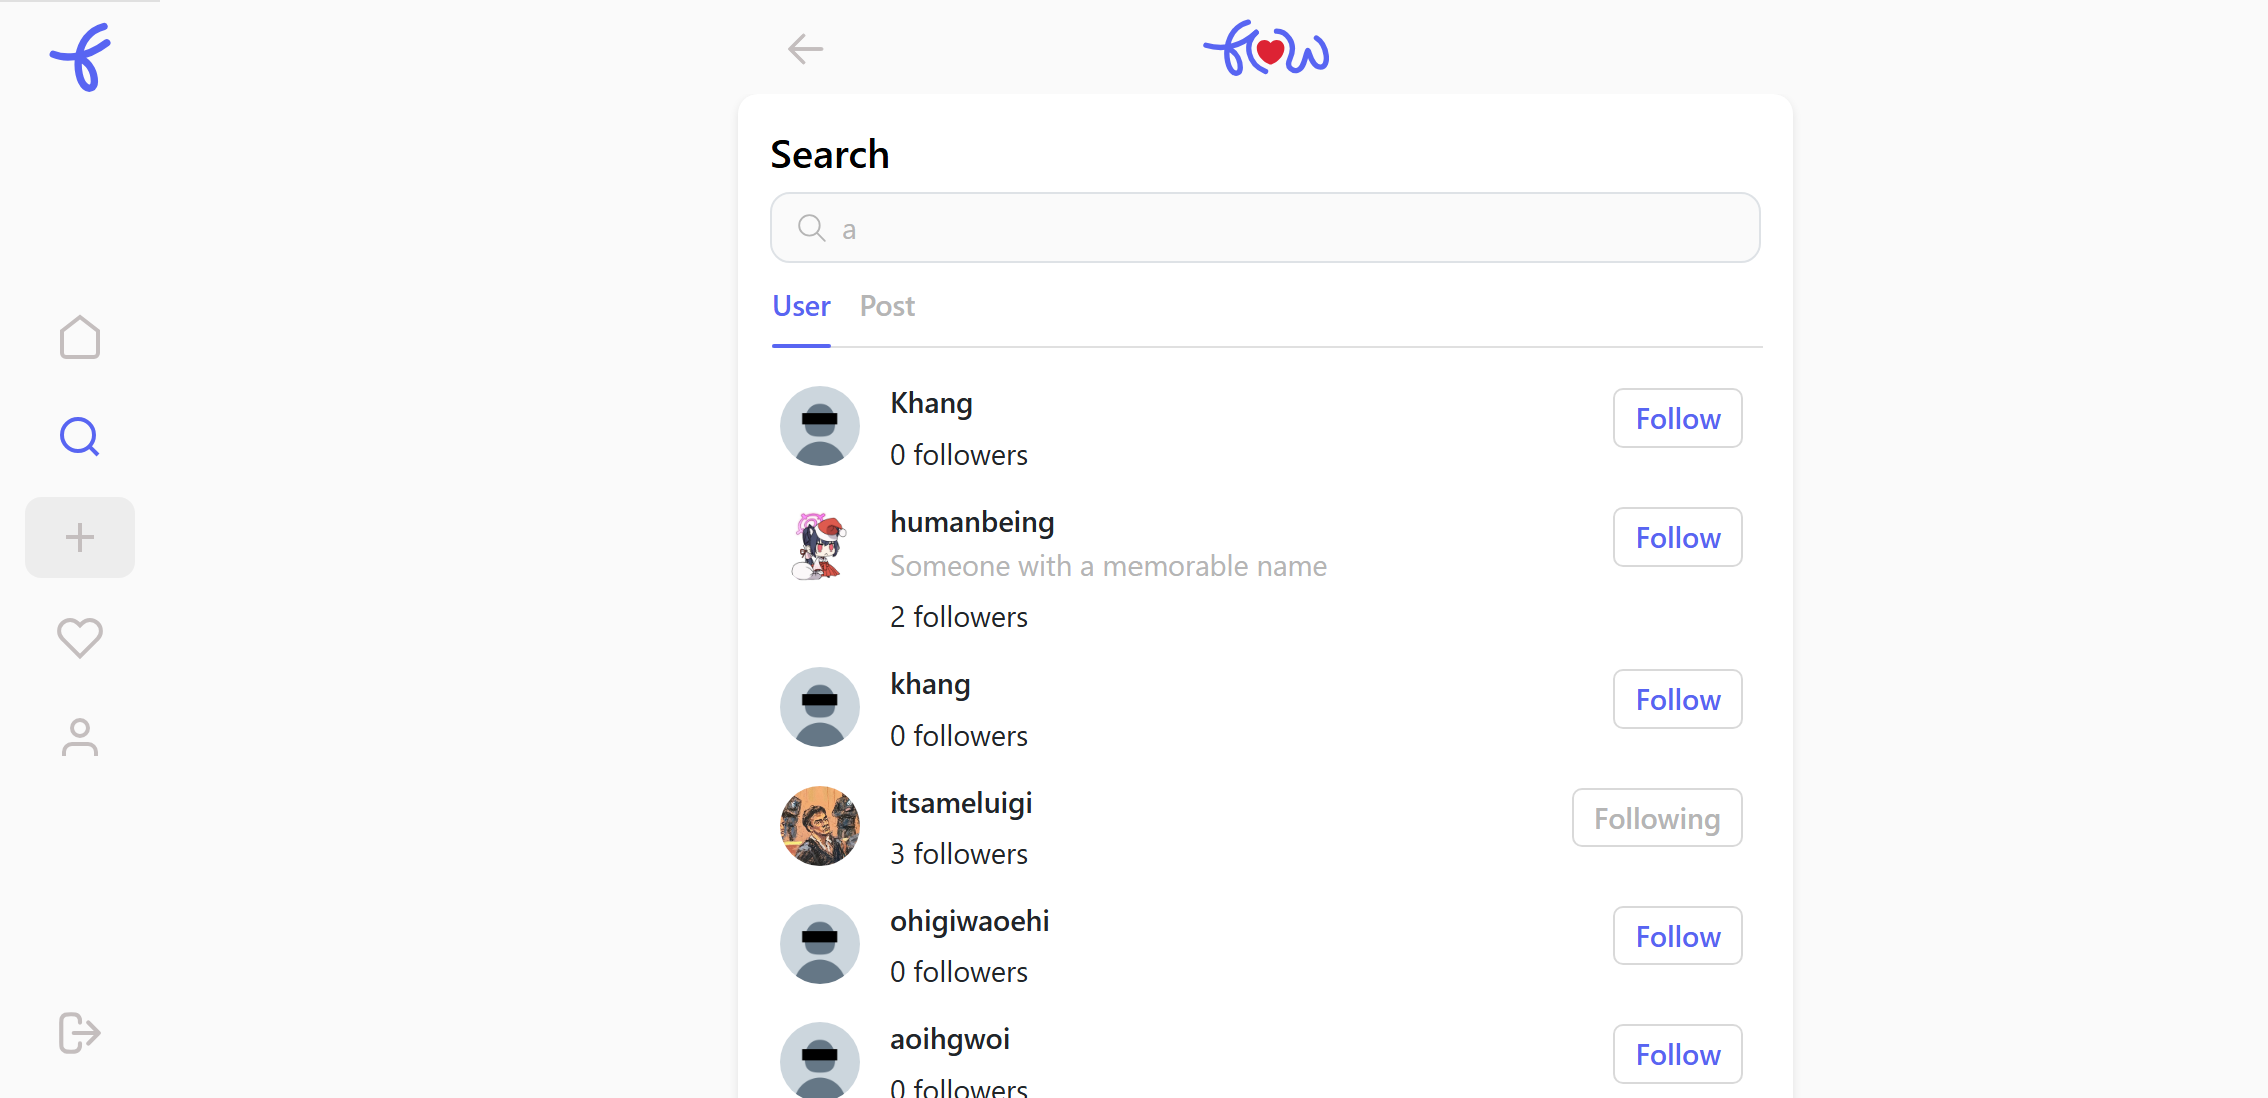 flow
Search
a
User Post
Khang
0 followers
Follow
humanbeing
Someone with a memorable name
2 followers
Follow
khang
0 followers
Follow
itsameluigi
3 followers
Following
ohigiwaoehi
0 followers
Follow
aoihgwoi
0 followers
Follow